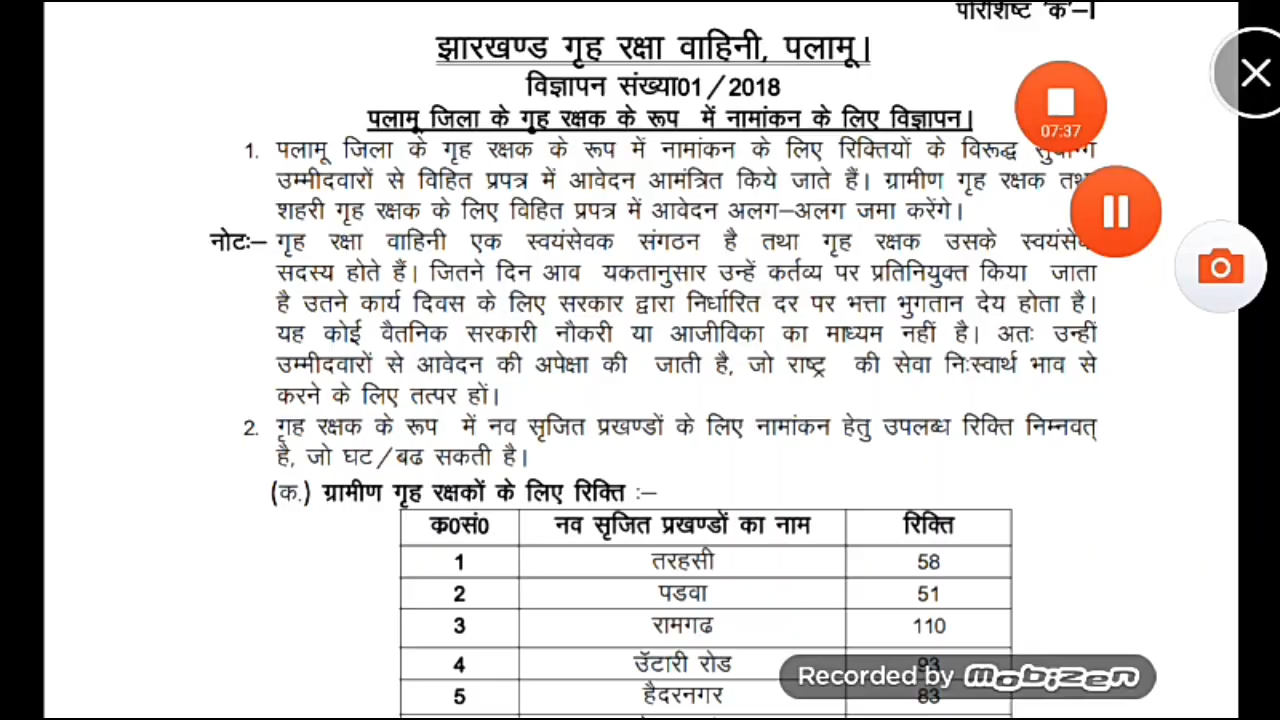 परिशिष्ट 'क'–I
झारखण्ड गृह रक्षा वाहिनी, पलामू।
विज्ञापन संख्या01/2018
पलामू जिला के गृह रक्षक के रूप में नामांकन के लिए विज्ञापन।
07:37
1. पलामू जिला के गृह रक्षक के रूप में नामांकन के लिए रिक्तियों के विरूद्ध
उम्मीदवारों से विहित प्रपत्र में आवेदन आमंत्रित किये जाते हैं। ग्रामीण गृह रक्षक
शहरी गृह रक्षक के लिए विहित प्रपत्र में आवेदन अलग–अलग जमा करेंगे।
नोटः– गृह रक्षा वाहिनी एक स्वयंसेवक संगठन है तथा गृह रक्षक उसके
सदस्य होते हैं। जितने दिन आव यकतानुसार उन्हें कर्तव्य पर प्रतिनियुक्त किया जाता
है उतने कार्य दिवस के लिए सरकार द्वारा निर्धारित दर पर भत्ता भुगतान देय होता है।
यह कोई वैतनिक सरकारी नौकरी या आजीविका का माध्यम नहीं है। अतः उन्हीं
उम्मीदवारों से आवेदन की अपेक्षा की जाती है, जो राष्ट्र की सेवा निःस्वार्थ भाव से
करने के लिए तत्पर हों।
2. गृह रक्षक के रूप में नव सृजित प्रखण्डों के लिए नामांकन हेतु उपलब्ध रिक्ति निम्नवत्
है, जो घट/बढ सकती है।
(क.) ग्रामीण गृह रक्षकों के लिए रिक्ति :–
क0सं0 नव सृजित प्रखण्डों का नाम रिक्ति
1 तरहसी 58
2 पडवा 51
3 रामगढ 110
4 उॅटारी रोड 93
5 हैदरनगर 83
Recorded by mobizen